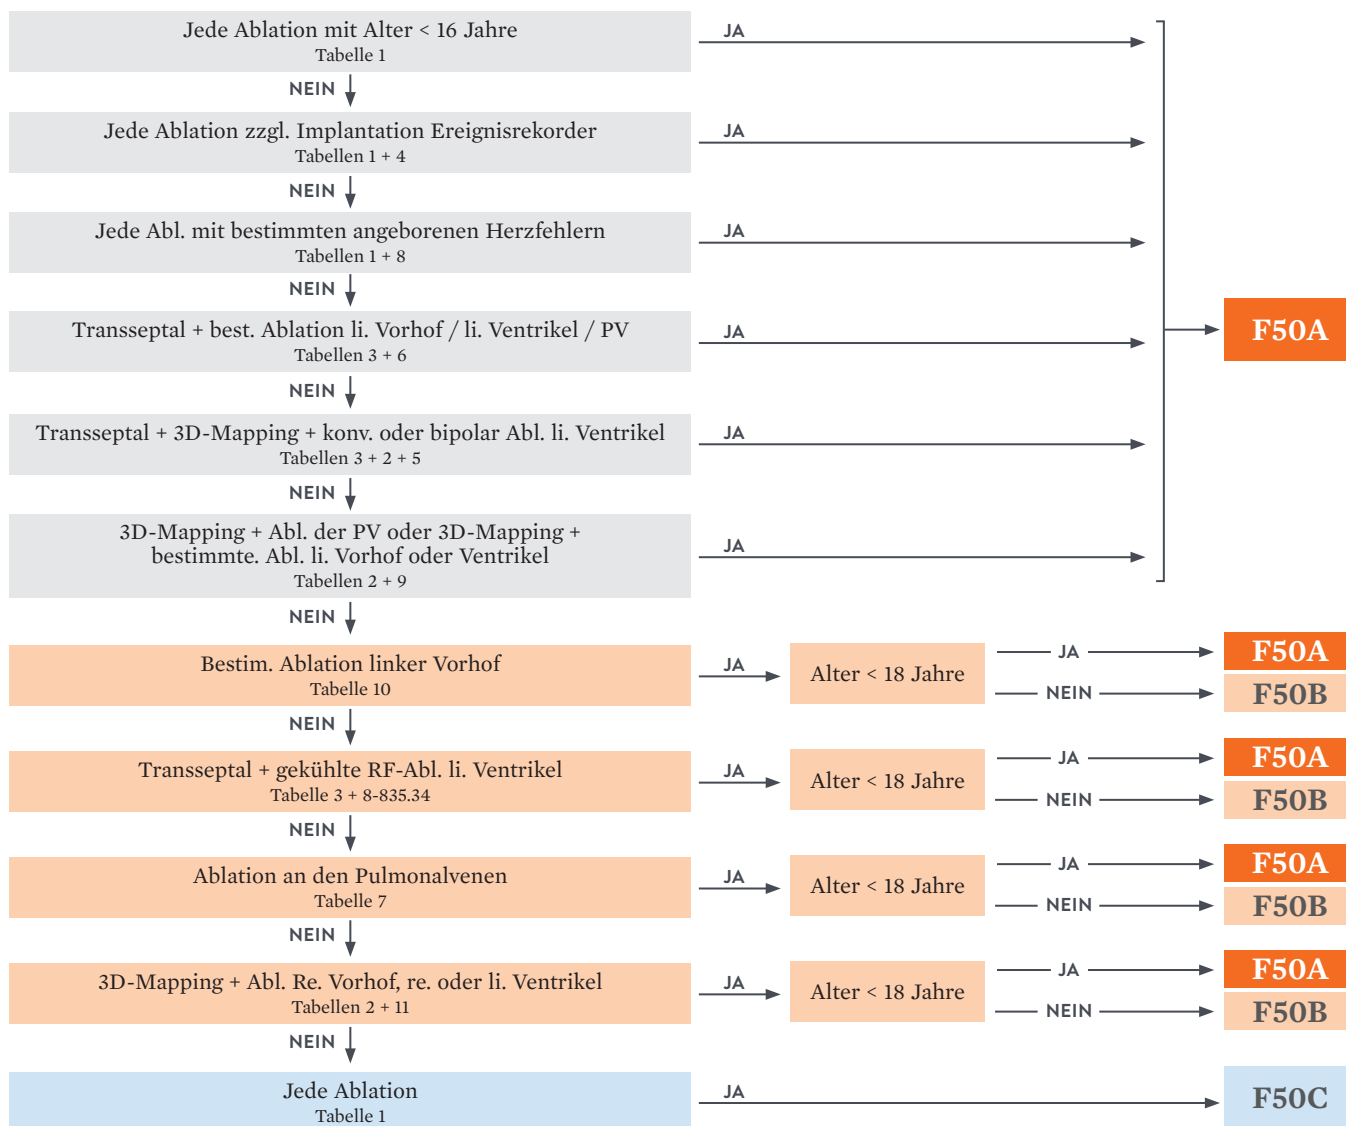 Jede Ablation mit Alter < 16 Jahre
Tabelle 1
JA
NEIN
Jede Ablation zzgl. Implantation Ereignisrekorder
Tabellen 1 + 4
JA
NEIN
Jede Abl. mit bestimmten angeborenen Herzfehlern
Tabellen 1 + 8
JA
NEIN
Transseptal + best. Ablation li. Vorhof / li. Ventrikel / PV
Tabellen 3 + 6
JA
F50A
NEIN
Transseptal + 3D-Mapping + konv. oder bipolar Abl. li. Ventrikel
Tabellen 3 + 2 + 5
JA
NEIN
3D-Mapping + Abl. der PV oder 3D-Mapping +
bestimmte. Abl. li. Vorhof oder Ventrikel
Tabellen 2 + 9
JA
NEIN
Bestim. Ablation linker Vorhof
Tabelle 10
JA
Alter < 18 Jahre
JA
F50A
NEIN
F50B
NEIN
Transseptal + gekühlte RF-Abl. li. Ventrikel
Tabelle 3 + 8-835.34
JA
Alter < 18 Jahre
JA
F50A
NEIN
F50B
NEIN
Ablation an den Pulmonalvenen
Tabelle 7
JA
Alter < 18 Jahre
JA
F50A
NEIN
F50B
NEIN
3D-Mapping + Abl. Re. Vorhof, re. oder li. Ventrikel
Tabellen 2 + 11
JA
Alter < 18 Jahre
JA
F50A
NEIN
F50B
NEIN
Jede Ablation
Tabelle 1
JA
F50C